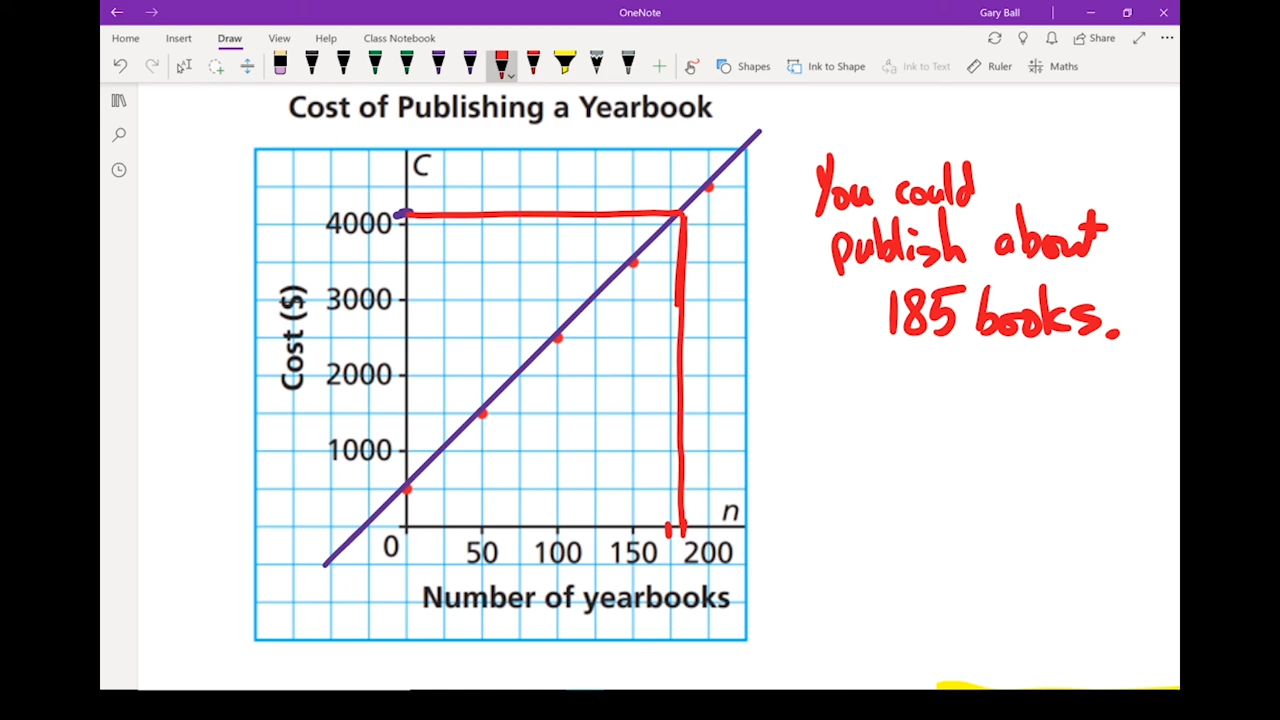 OneNote
Gary Ball
Home Insert Draw View Help Class Notebook
Share
Shapes Ink to Shape Ink to Text Ruler Maths
Cost of Publishing a Yearbook
C
4000
3000
2000
1000
Cost ($)
n
0 50 100 150 200
Number of yearbooks
You could
publish about
185 books.